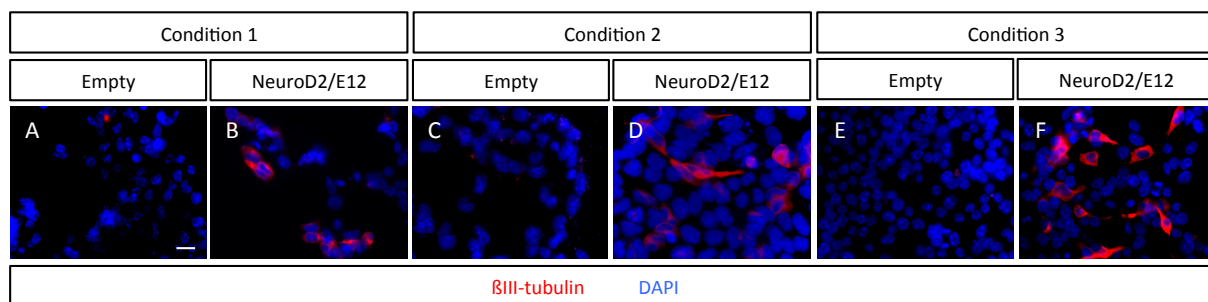 Condition 1 Condition 2 Condition 3
Empty NeuroD2/E12 Empty NeuroD2/E12 Empty NeuroD2/E12
A B C D E F
ßIII-tubulin DAPI